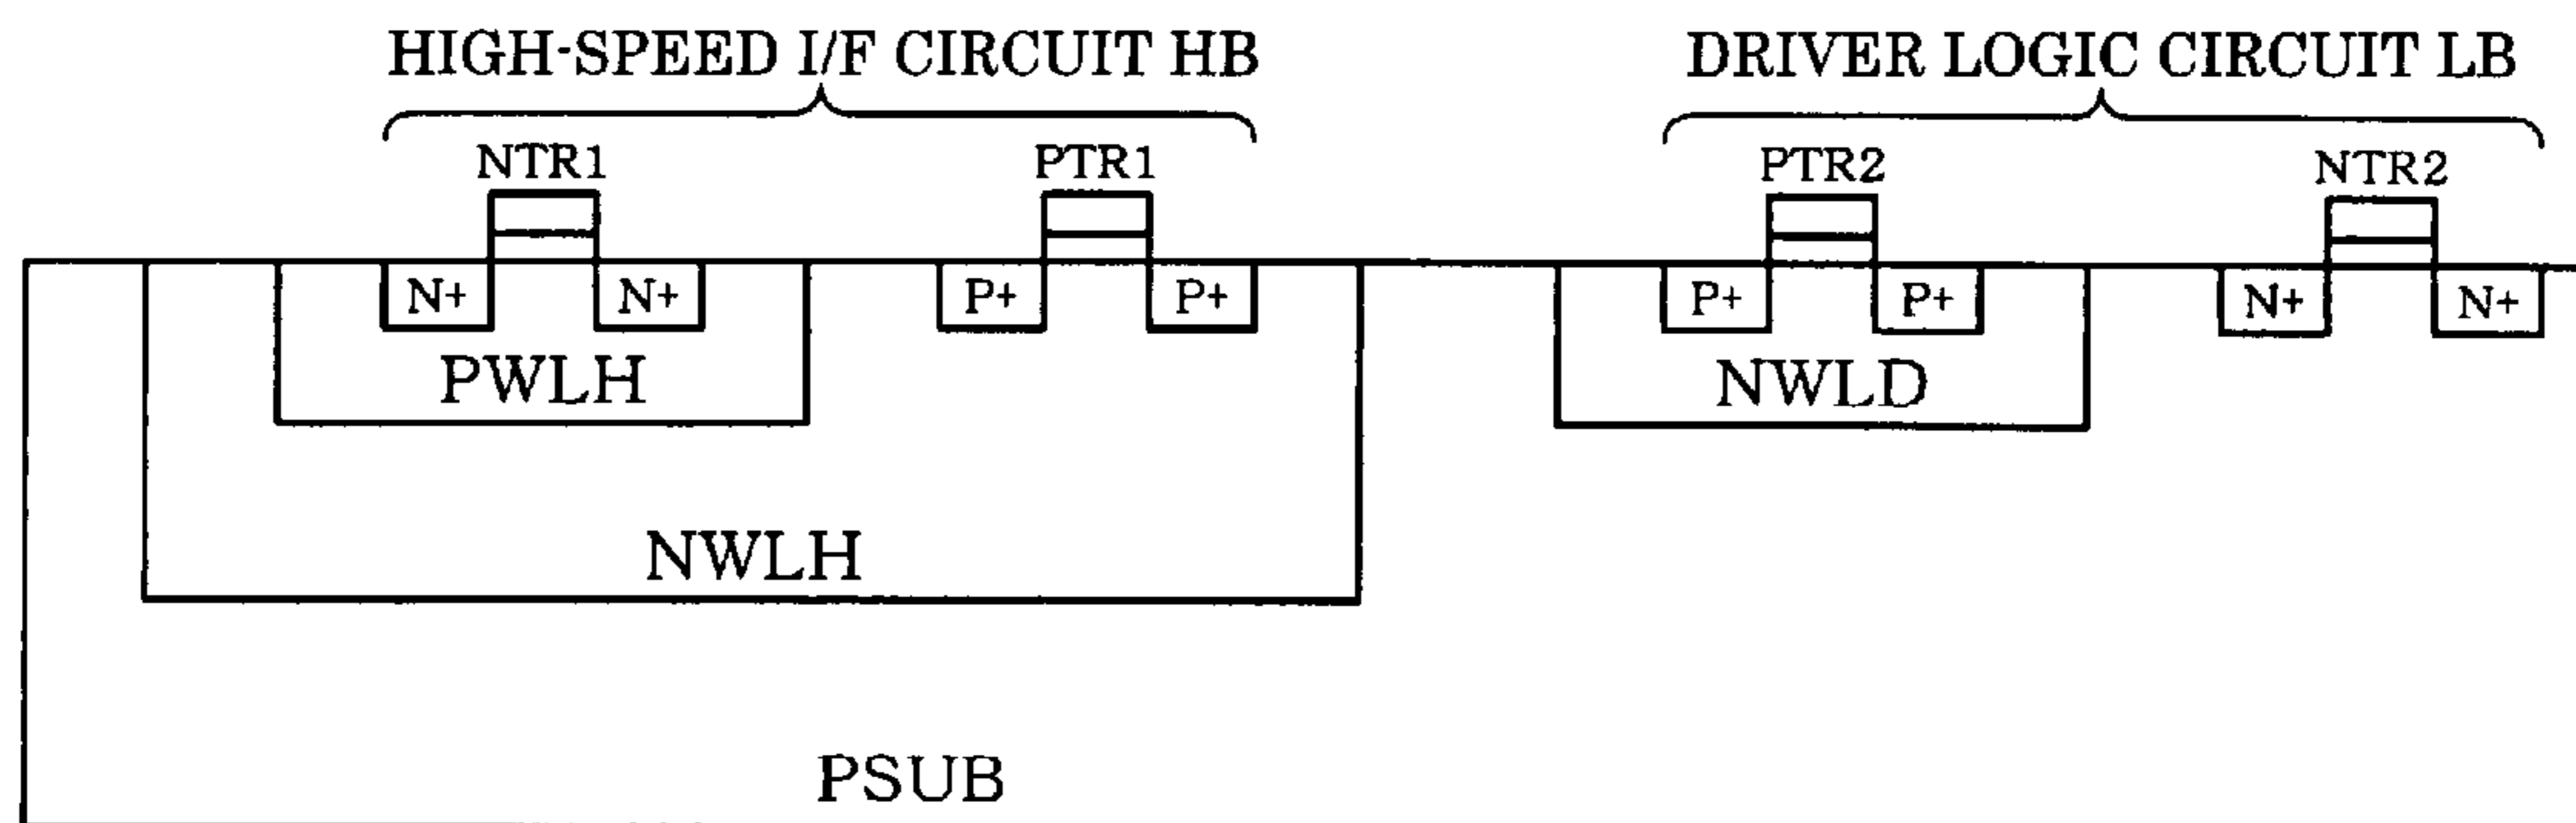 HIGH-SPEED I/F CIRCUIT HB
DRIVER LOGIC CIRCUIT LB
NTR1
PTR1
PTR2
NTR2
N+ N+ P+ P+ P+ P+ N+ N+
PWLH
NWLD
NWLH
PSUB